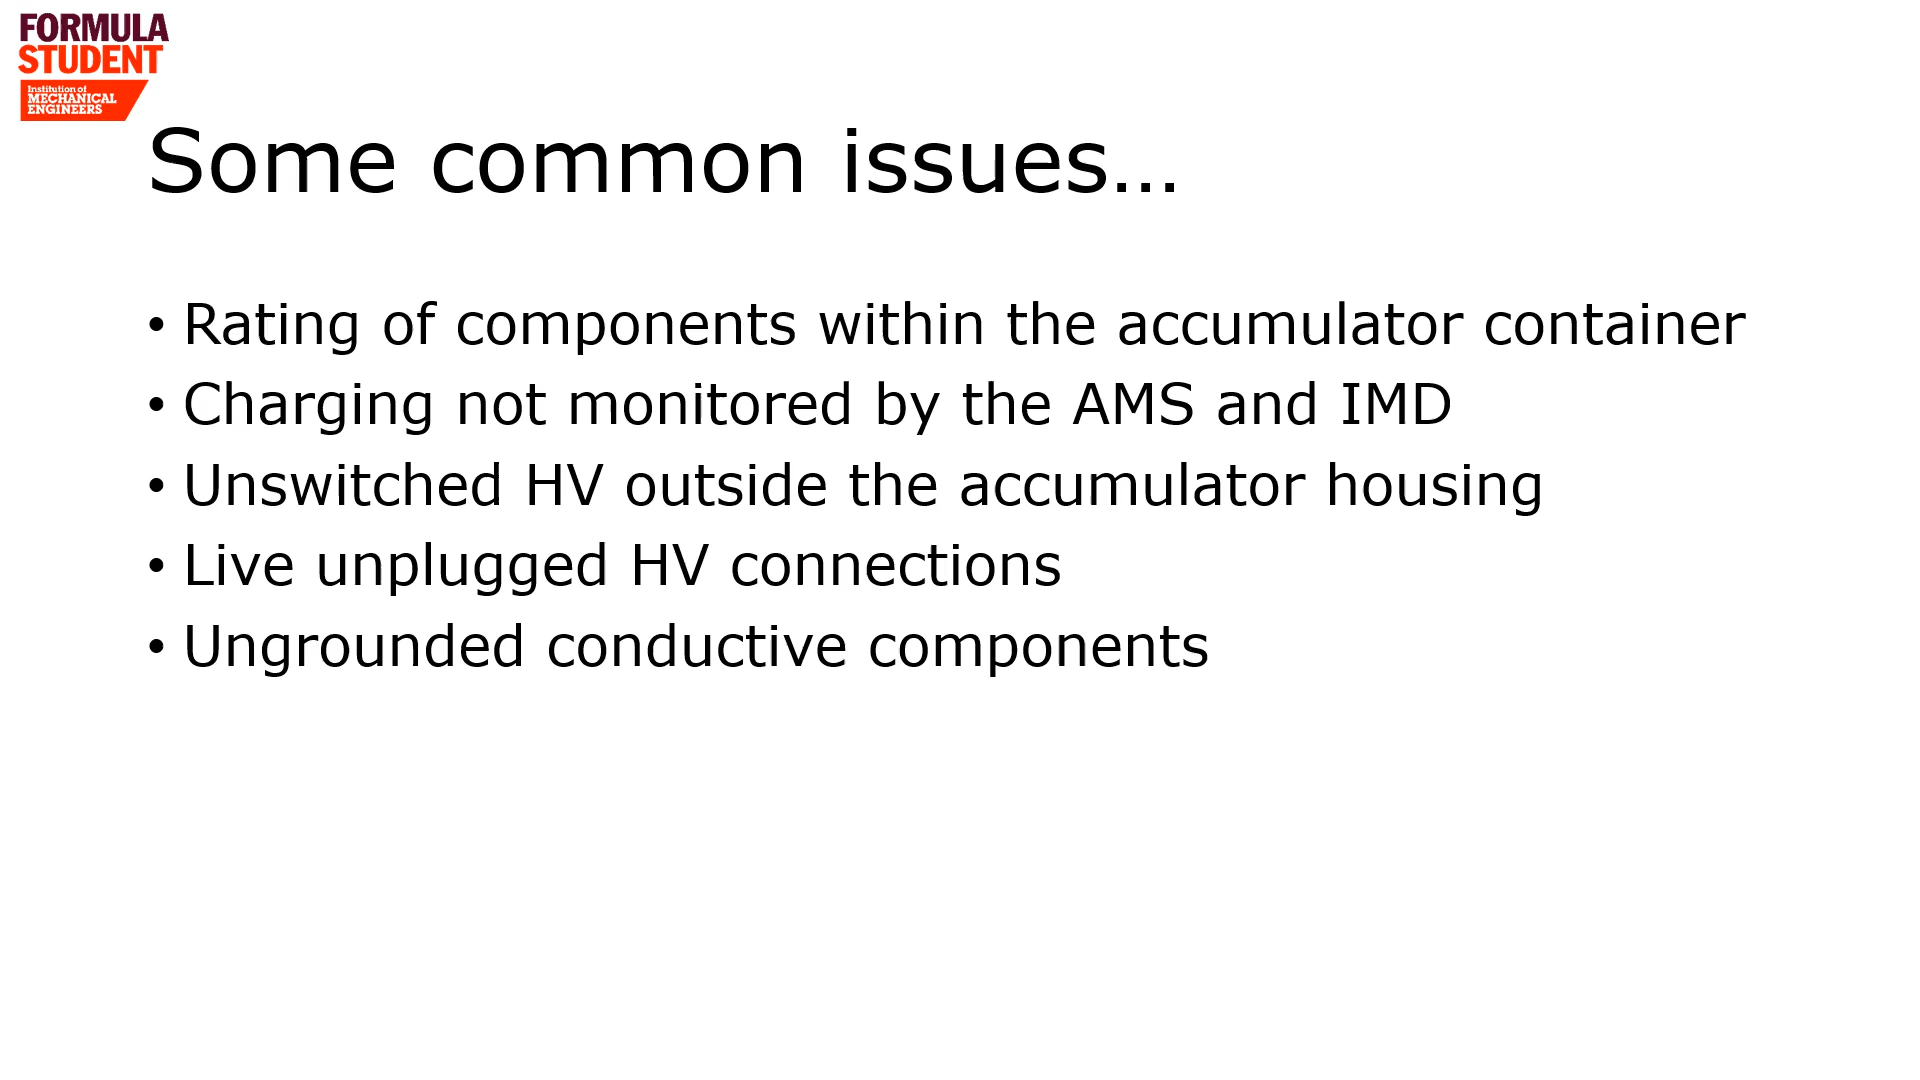 FORMULA
STUDENT
Institution of
MECHANICAL
ENGINEERS
Some common issues...
• Rating of components within the accumulator container
• Charging not monitored by the AMS and IMD
• Unswitched HV outside the accumulator housing
• Live unplugged HV connections
• Ungrounded conductive components